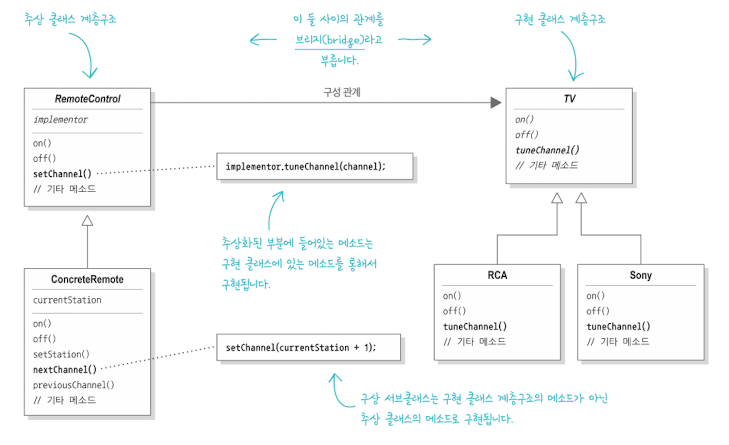 추상 클래스 계층구조
이 둘 사이의 관계를
브리지(bridge)라고
부릅니다.
구현 클래스 계층구조
구성 관계
RemoteControl
implementor
on()
off()
setChannel()
// 기타 메소드
implementor.tuneChannel(channel);
TV
on()
off()
tuneChannel()
// 기타 메소드
추상화된 부분에 들어있는 메소드는
구현 클래스에 있는 메소드를 통해서
구현됩니다.
ConcreteRemote
currentStation
on()
off()
setStation()
nextChannel()
previousChannel()
// 기타 메소드
setChannel(currentStation + 1);
RCA
on()
off()
tuneChannel()
// 기타 메소드
Sony
on()
off()
tuneChannel()
// 기타 메소드
구상 서브클래스는 구현 클래스 계층구조의 메소드가 아닌
추상 클래스의 메소드로 구현됩니다.